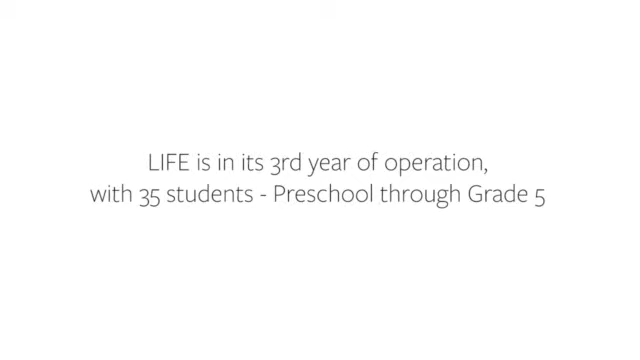 LIFE is in its 3rd year of operation,
with 35 students - Preschool through Grade 5